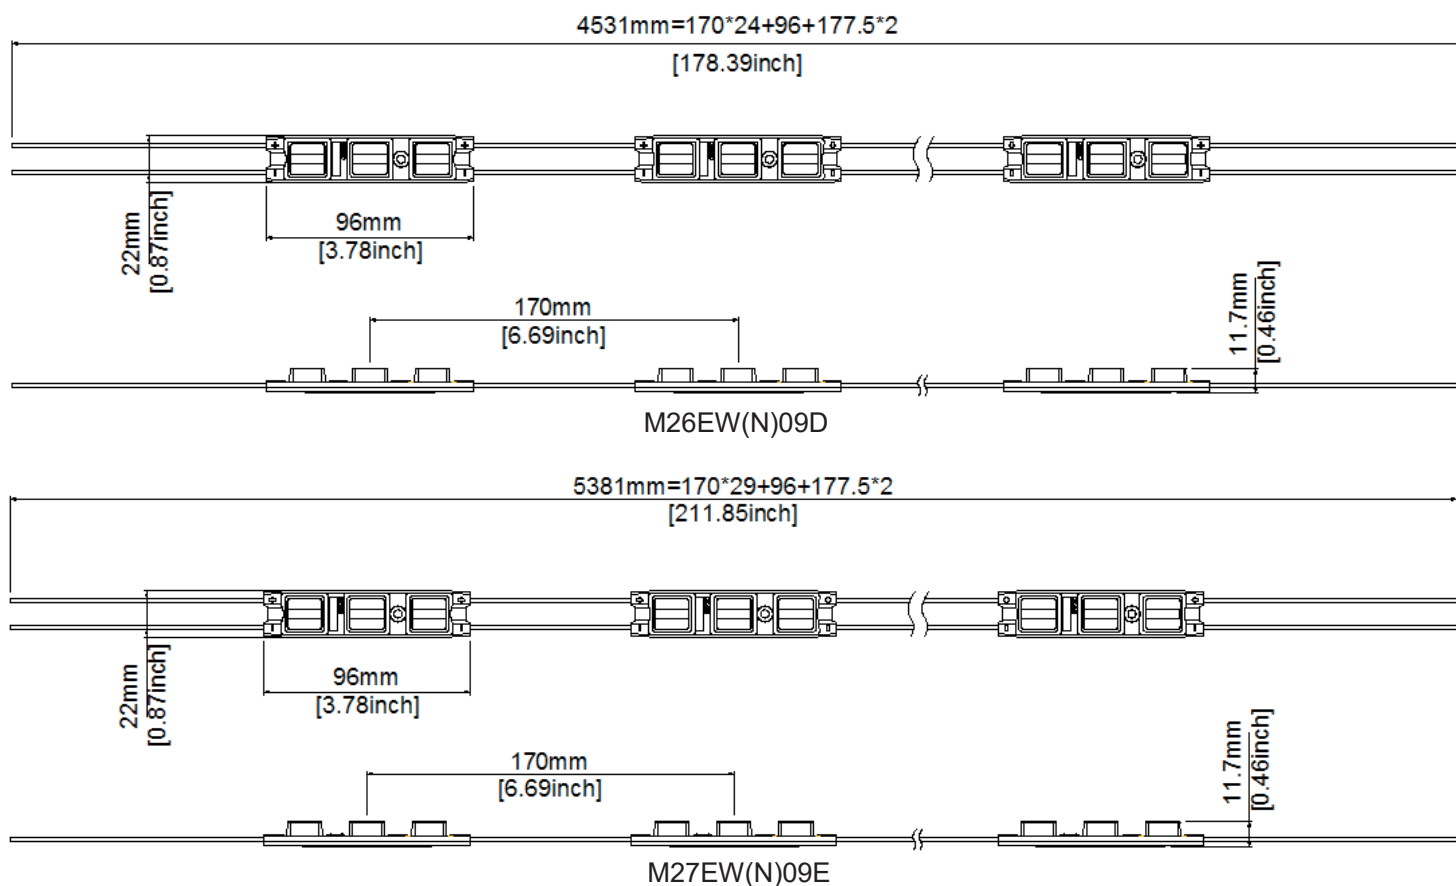 4531mm=170*24+96+177.5*2
[178.39inch]
22mm
[0.87inch]
96mm
[3.78inch]
170mm
[6.69inch]
11.7mm
[0.46inch]
M26EW(N)09D
5381mm=170*29+96+177.5*2
[211.85inch]
22mm
[0.87inch]
96mm
[3.78inch]
170mm
[6.69inch]
11.7mm
[0.46inch]
M27EW(N)09E